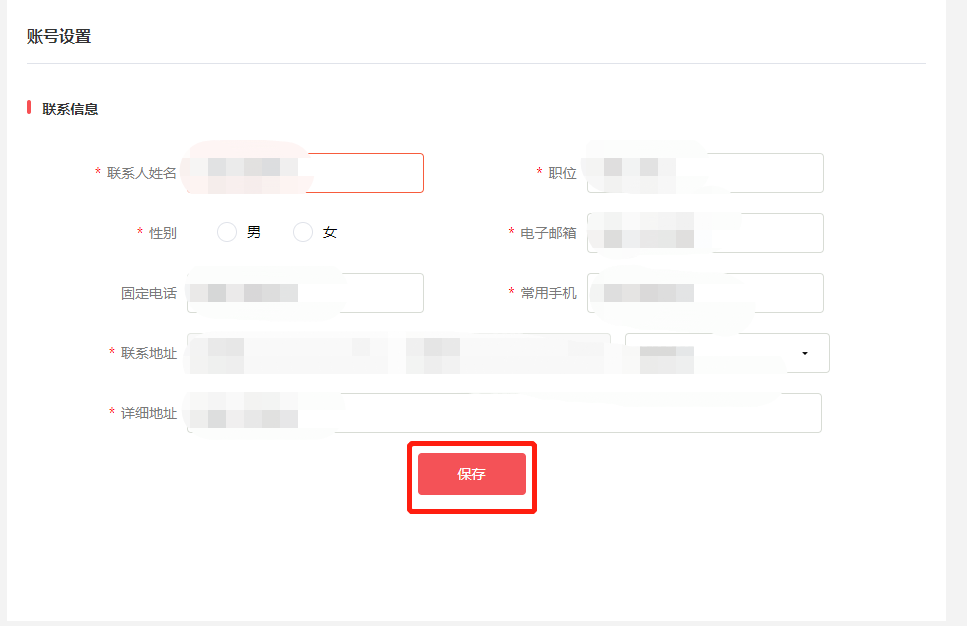 账号设置
联系信息
* 联系人姓名 * 职位
* 性别 男 女 * 电子邮箱
固定电话 * 常用手机
* 联系地址
* 详细地址
保存